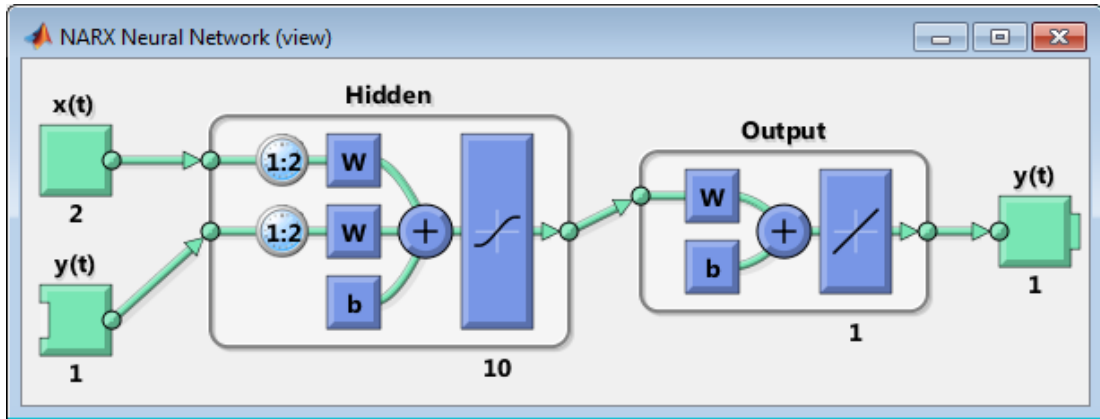 NARX Neural Network (view)
Hidden
x(t)
1:2
W
2
1:2
W
y(t)
b
1
10
Output
W
b
1
y(t)
1